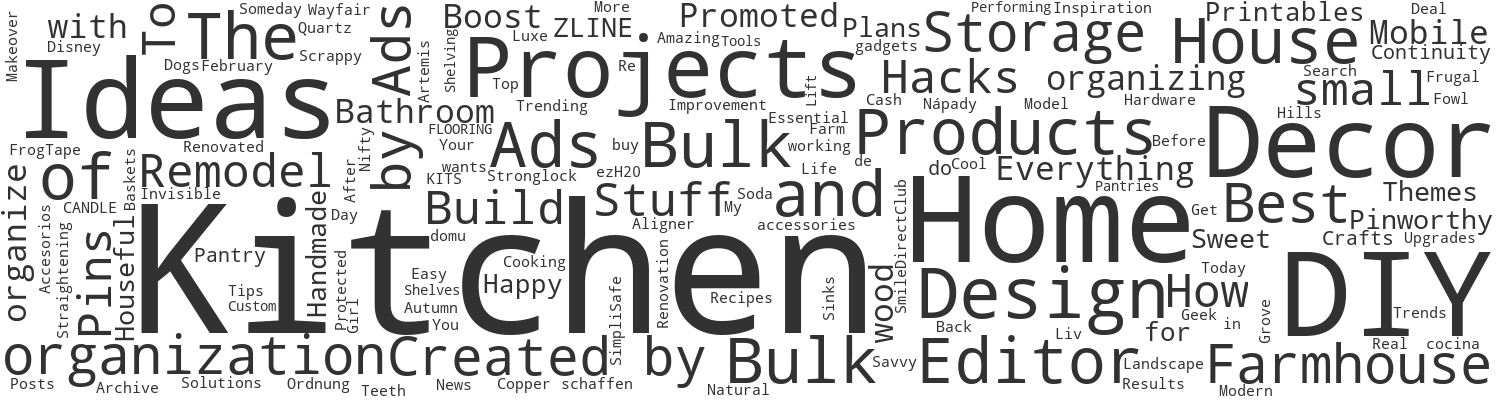 Makeover
with
Disney
To
The
Someday
Wayfair
Quartz
Scrappy
Dogs
February
Ads
Artemis
Shelving
Boost
Luxe
ZLINE
More
Promoted
Amazing
Tools
Plans
gadgets
Storage
Performing
Inspiration
House
Printables
Deal
Mobile
Continuity
Ideas
Projects
Top
Re
Lift
Hacks
organizing
Search
small
Frugal
Fowl
Bathroom
Trending
Improvement
Cash
Nápady
Model
Hardware
Hills
FrogTape
Renovated
Nifty
by
FLOORING
Your
wants
KITS
Ads
Stronglock
buy
ezH2O
Bulk
Essential
Farm
working
Life
Products
de
do
Cool
Everything
Before
Pantries
Decor
of
Baskets
Remodel
Invisible
After
Day
organize
Accesorios
CANDLE
Straightening
Pins
Houseful
Kitchen
Pantry
Tips
Custom
Handmade
Protected
Girl
Build
domu
Easy
Shelves
Autumn
You
Cooking
Happy
Stuff
My
Soda
Aligner
accessories
and
SimpliSafe
Renovation
Recipes
Sinks
wood
SmileDirectClub
Home
Get
Best
Sweet
Themes
Pinworthy
Crafts
Upgrades
Design
How
Today
Geek
in
Grove
DIY
Trends
Back
Liv
for
organization
Created by Bulk
Savvy
Editor
Landscape
Results
Farmhouse
Real
cocina
Modern
Posts
Archive
Solutions
Ordnung
Teeth
News
Copper
schaffen
Natural